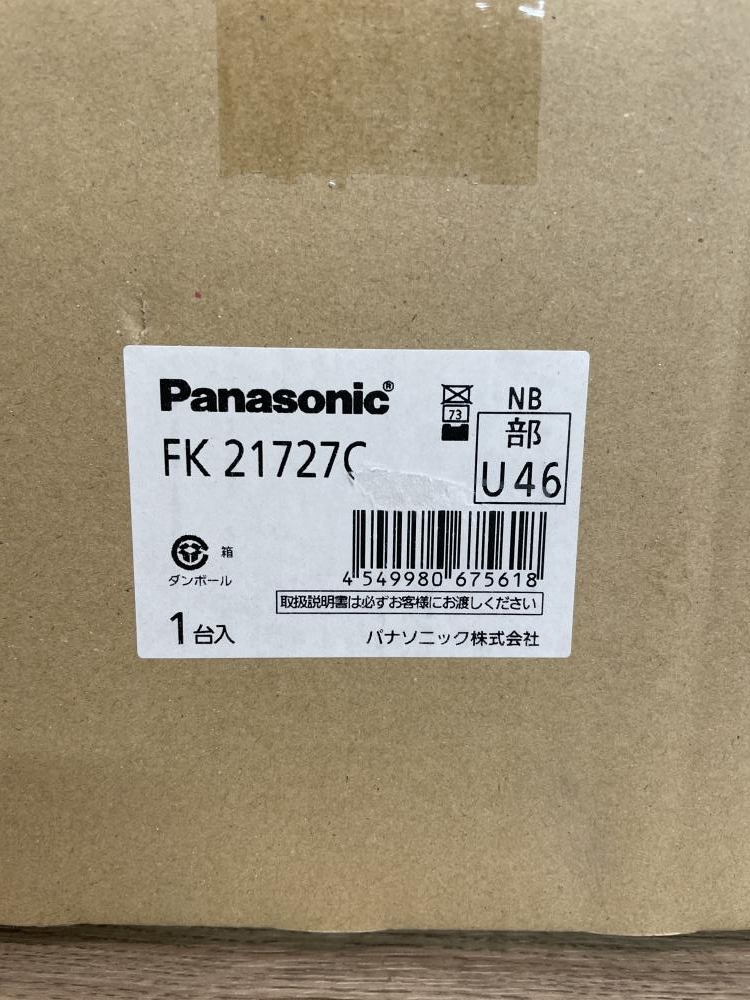 Panasonic®
FK 21727C
73
NB
部
U46
箱
ダンボール
4 549980 675618
取扱説明書は必ずお客様にお渡しください
1台入
パナソニック株式会社